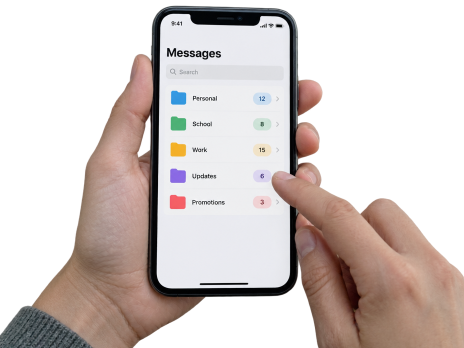 9:41
Messages
Search
Personal 12
School 8
Work 15
Updates 6
Promotions 3